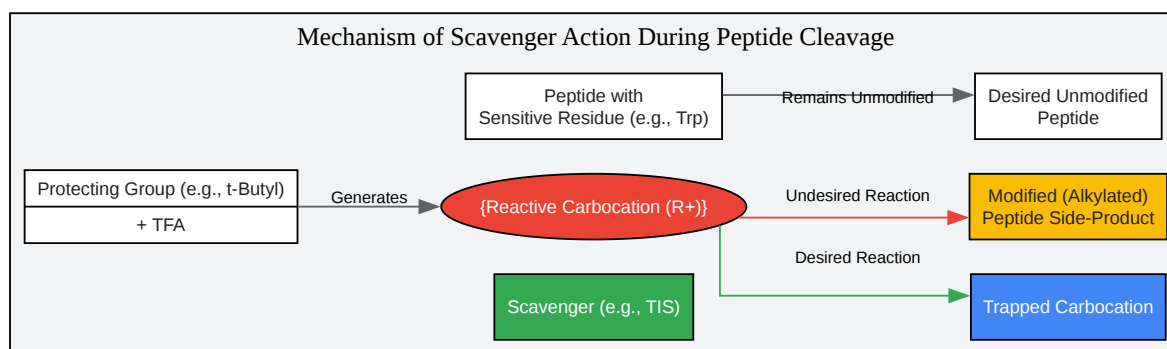 Mechanism of Scavenger Action During Peptide Cleavage
Peptide with
Sensitive Residue (e.g., Trp)
Remains Unmodified
Desired Unmodified
Peptide
Protecting Group (e.g., t-Butyl)
+ TFA
Generates
{Reactive Carbocation (R+)}
Undesired Reaction
Modified (Alkylated)
Peptide Side-Product
Desired Reaction
Scavenger (e.g., TIS)
Trapped Carbocation